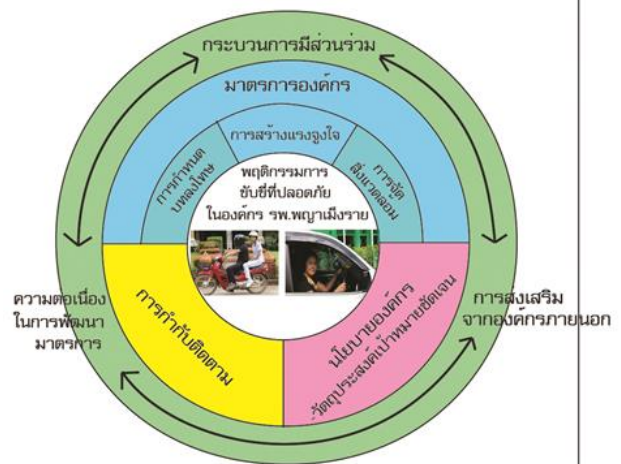 กระบวนการมีส่วนร่วม
มาตรการองค์กร
การสร้างแรงจูงใจ
การกำหนด
บทลงโทษ
การจัด
สิ่งแวดล้อม
พฤติกรรมการ
ขับขี่ที่ปลอดภัย
ในองค์กร รพ.พญาเม็งราย
ความต่อเนื่อง
ในการพัฒนา
มาตรการ
การกำกับติดตาม
นโยบายองค์กร
วัตถุประสงค์เป้าหมายชัดเจน
การส่งเสริม
จากองค์กรภายนอก